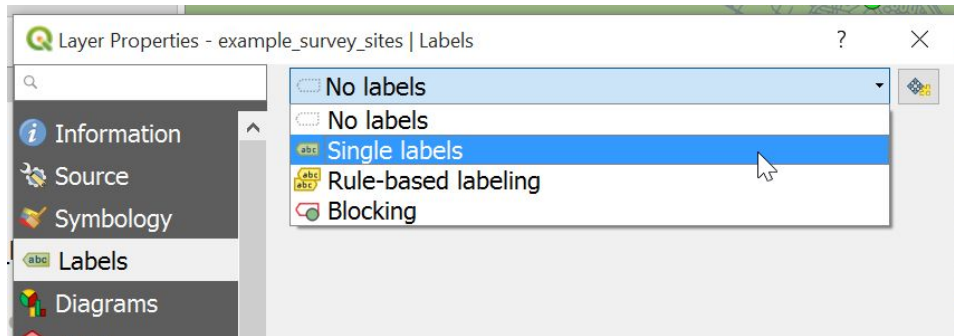 Layer Properties - example_survey_sites | Labels
?
No labels
No labels
Single labels
Rule-based labeling
Blocking
Information
Source
Symbology
abc Labels
Diagrams